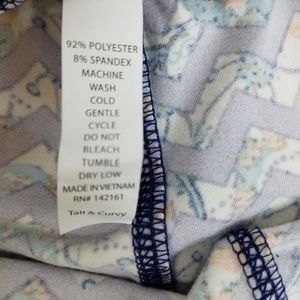 92% POLYESTER
8% SPANDEX
MACHINE
WASH
COLD
GENTLE
CYCLE
DO NOT
BLEACH
TUMBLE
DRY LOW
MADE IN VIETNAM
RN# 142161
Tall & Curvy